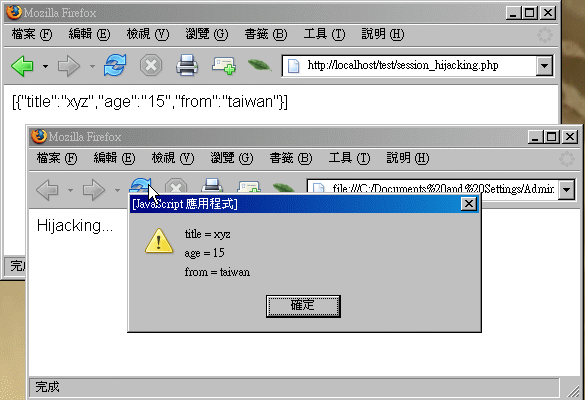 Mozilla Firefox
檔案 (F) 編輯 (E) 檢視 (V) 瀏覽 (G) 書籤 (B) 工具 (T) 說明 (H)
http://localhost/test/session_hijacking.php
[{"title":"xyz","age":"15","from":"taiwan"}]
Mozilla Firefox
檔案 (F) 編輯 (E) 檢視 (V) 瀏覽 (G) 書籤 (B) 工具 (T) 說明 (H)
file:///C:/Documents%20and%20Settings/Admin
Hijacking...
[JavaScript 應用程式]
title = xyz
age = 15
from = taiwan
確定
完成